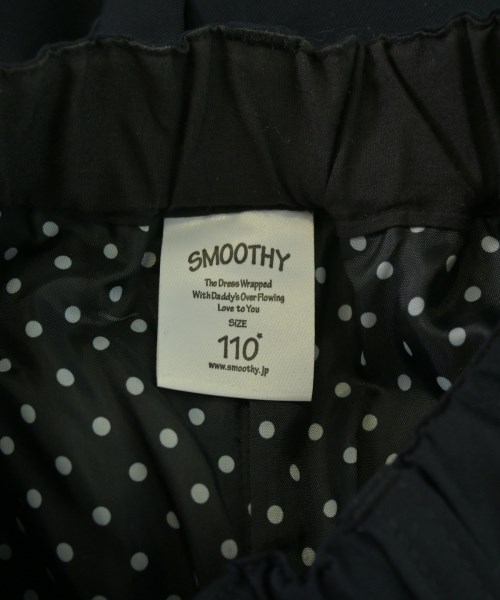 SMOOTHY
The Dress Wrapped
With Daddy's Over Flowing
Love to You
SIZE
110*
www.smoothy.jp